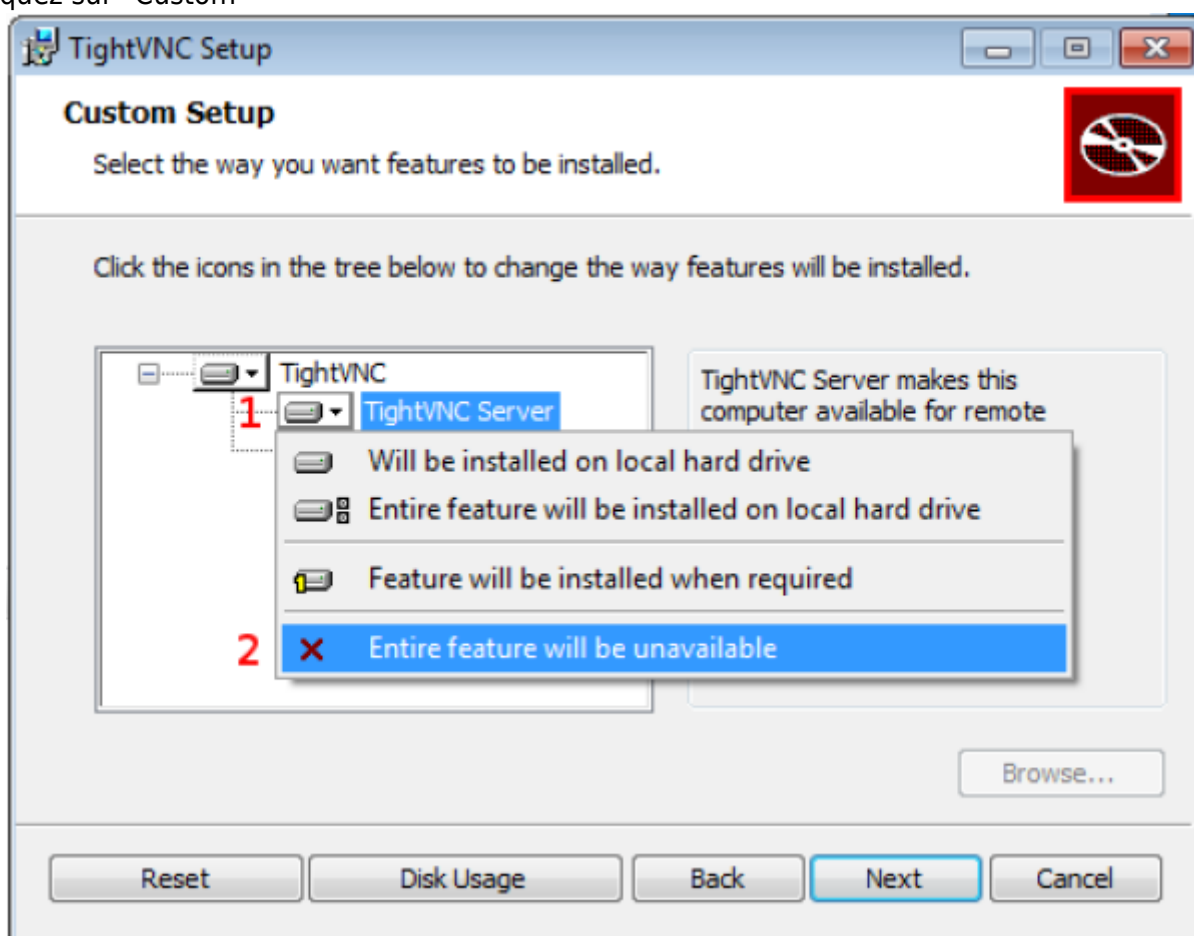 quez sur "Custom"
TightVNC Setup
Custom Setup
Select the way you want features to be installed.
Click the icons in the tree below to change the way features will be installed.
TightVNC
1 TightVNC Server
Will be installed on local hard drive
Entire feature will be installed on local hard drive
Feature will be installed when required
2 Entire feature will be unavailable
TightVNC Server makes this
computer available for remote
Browse...
Reset Disk Usage Back Next Cancel